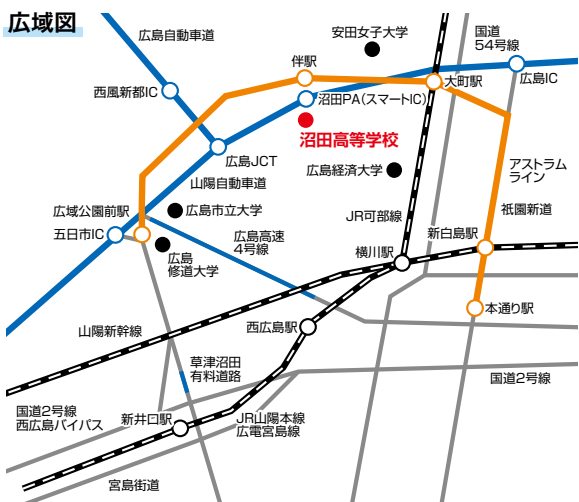 広域図
広島自動車道
安田女子大学
国道
54号線
伴駅
西風新都IC
沼田PA(スマートIC)
大町駅
広島IC
沼田高等学校
広島JCT
広島経済大学
アストラム
ライン
山陽自動車道
広域公園前駅
広島市立大学
JR可部線
祇園新道
五日市IC
広島高速
4号線
新白島駅
広島
修道大学
横川駅
本通り駅
山陽新幹線
西広島駅
草津沼田
有料道路
国道2号線
国道2号線
西広島バイパス
新井口駅
JR山陽本線
広電宮島線
宮島街道